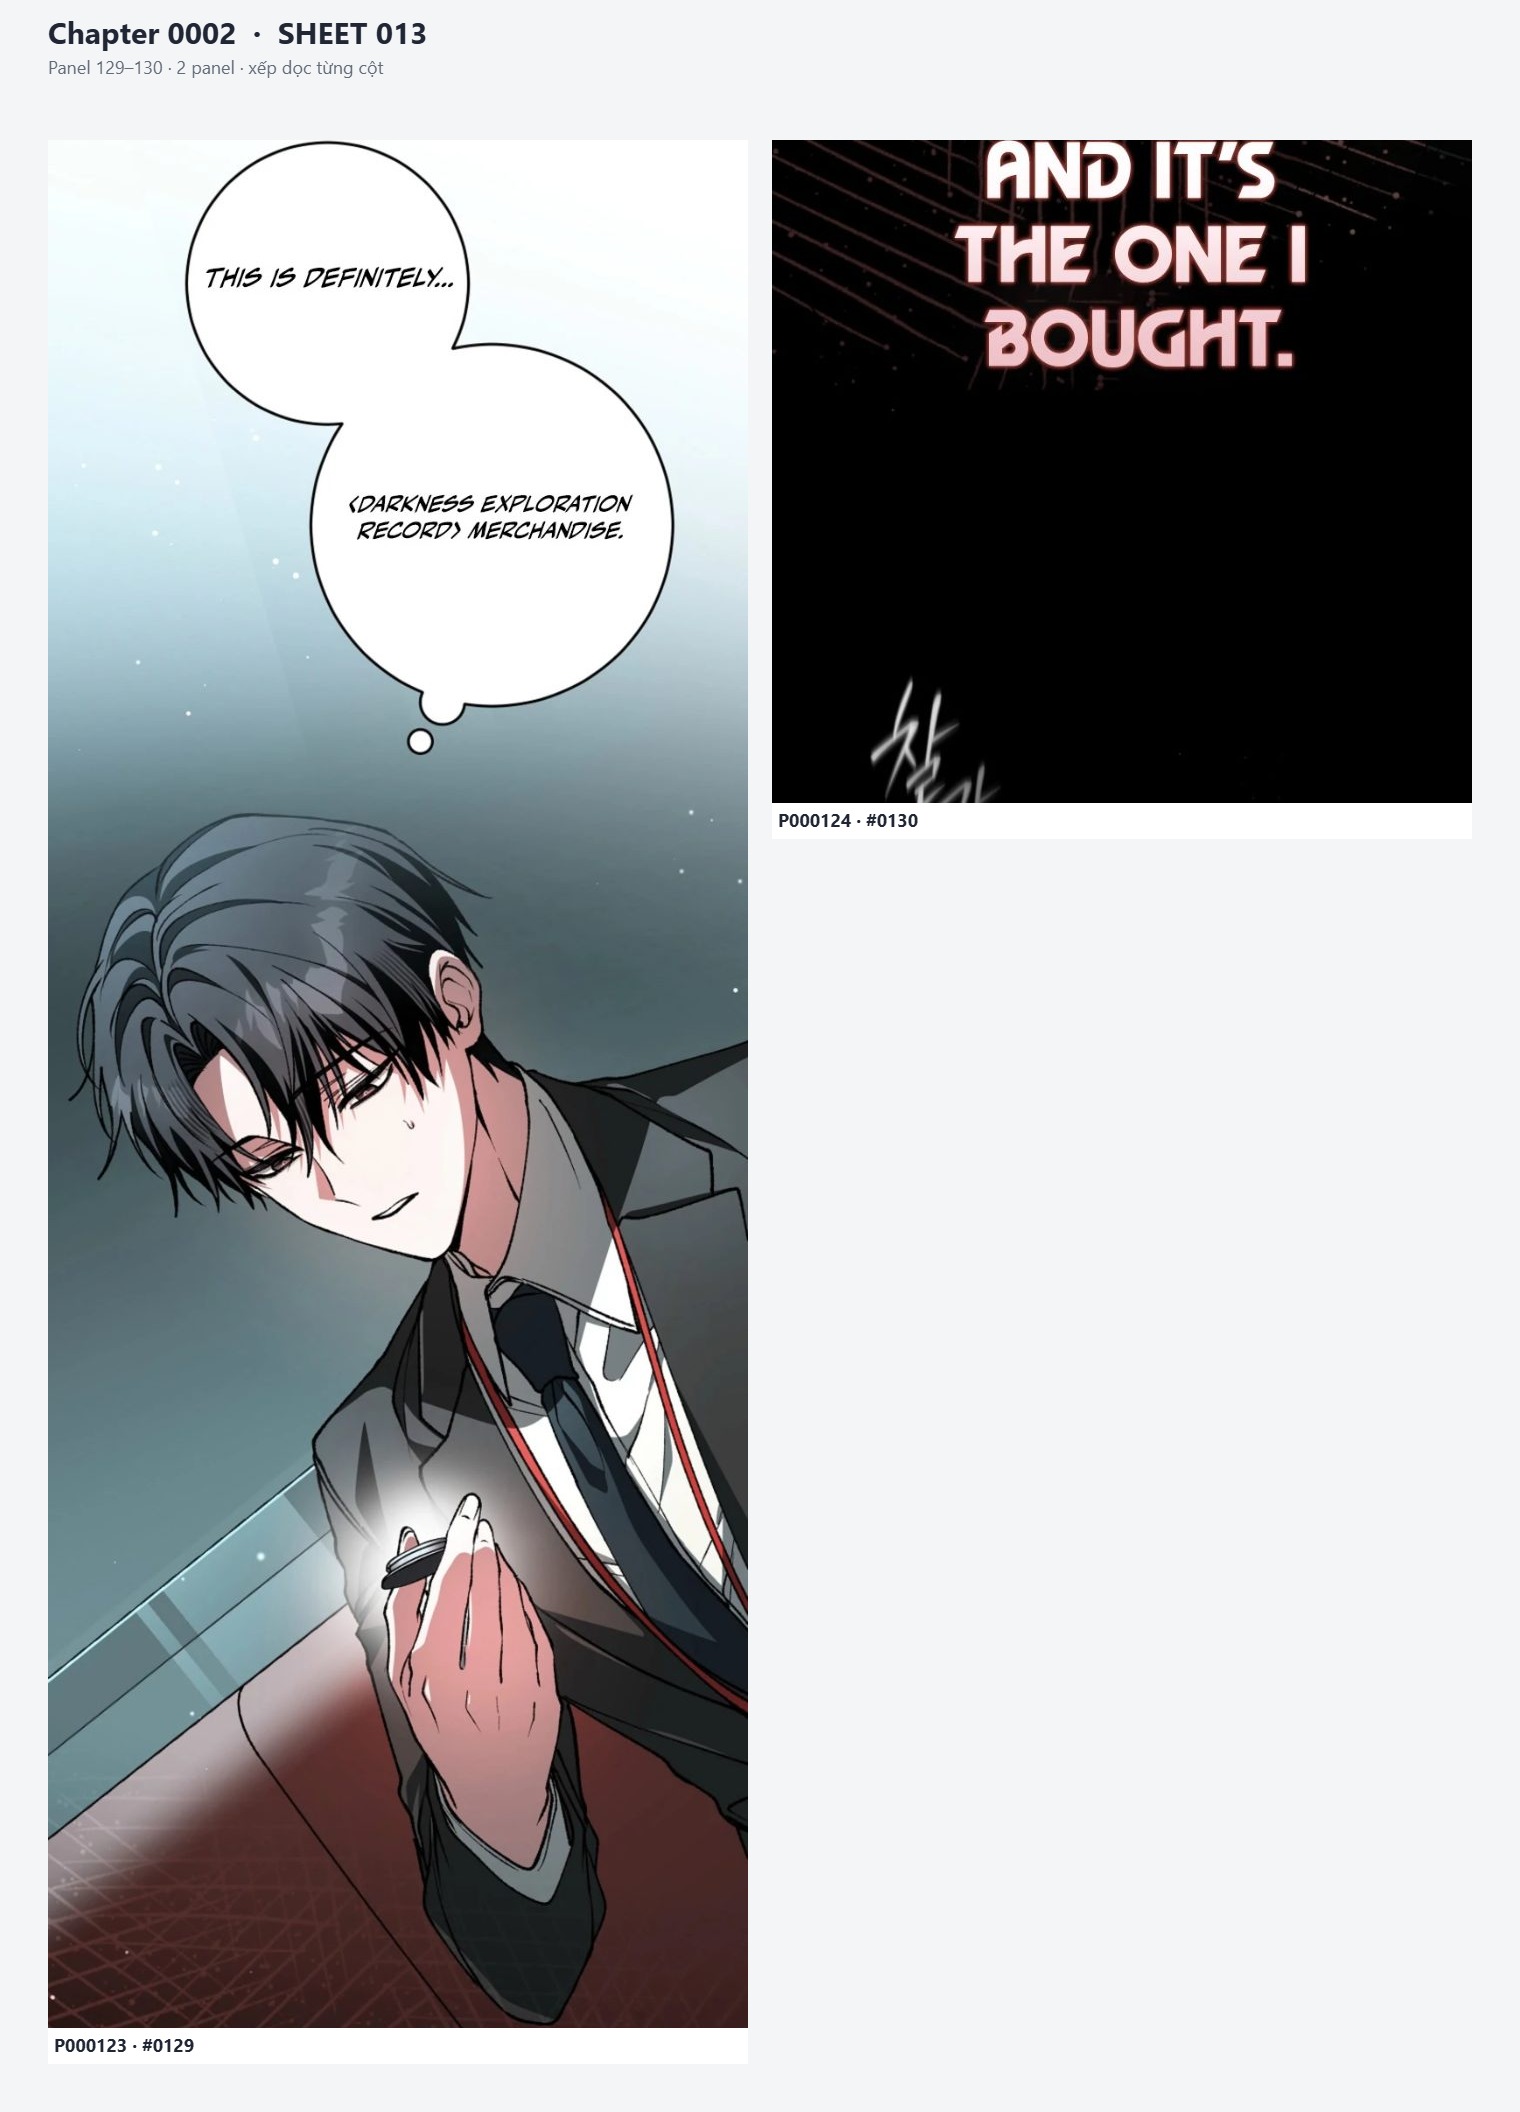 Chapter 0002 · SHEET 013
Panel 129–130 · 2 panel · xếp dọc từng cột
THIS IS DEFINITELY...
<DARKNESS EXPLORATION
RECORD> MERCHANDISE.
P000123 · #0129
AND IT'S
THE ONE I
BOUGHT.
찰
P000124 · #0130